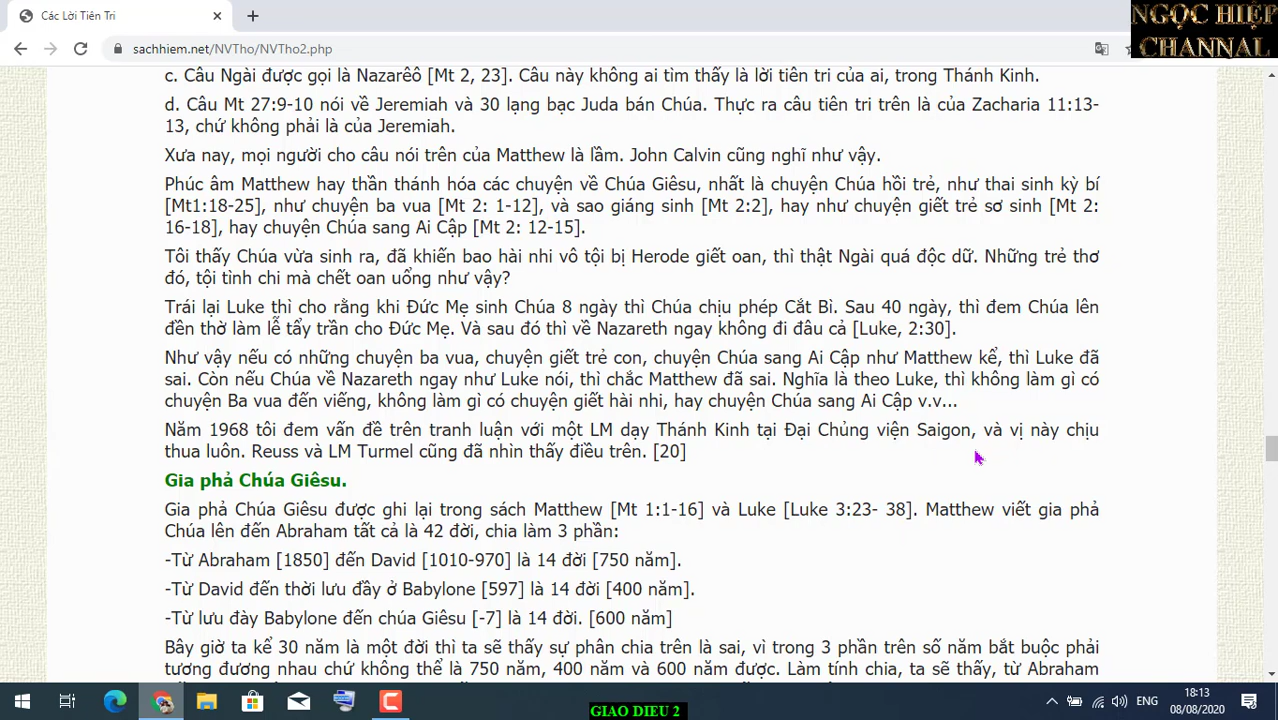 Các Lời Tiên Tri
NGỌC HIỆP
CHANNAL
sachhiem.net/NVTho/NVTho2.php
c. Câu Ngài được gọi là Nazarêô [Mt 2, 23]. Câu này không ai tìm thấy là lời tiên tri của ai, trong Thánh Kinh.
d. Câu Mt 27:9-10 nói về Jeremiah và 30 lạng bạc Juda bán Chúa. Thực ra câu tiên tri trên là của Zacharia 11:13-
13, chứ không phải là của Jeremiah.
Xưa nay, mọi người cho câu nói trên của Matthew là lầm. John Calvin cũng nghĩ như vậy.
Phúc âm Matthew hay thần thánh hóa các chuyện về Chúa Giêsu, nhất là chuyện Chúa hồi trẻ, như thai sinh kỳ bí
[Mt1:18-25], như chuyện ba vua [Mt 2: 1-12], và sao giáng sinh [Mt 2:2], hay như chuyện giết trẻ sơ sinh [Mt 2:
16-18], hay chuyện Chúa sang Ai Cập [Mt 2: 12-15].
Tôi thấy Chúa vừa sinh ra, đã khiến bao hài nhi vô tội bị Herode giết oan, thì thật Ngài quá độc dữ. Những trẻ thơ
đó, tội tình chi mà chết oan uổng như vậy?
Trái lại Luke thì cho rằng khi Đức Mẹ sinh Chúa 8 ngày thì Chúa chịu phép Cắt Bì. Sau 40 ngày, thì đem Chúa lên
đền thờ làm lễ tẩy trần cho Đức Mẹ. Và sau đó thì về Nazareth ngay không đi đâu cả [Luke, 2:30].
Như vậy nếu có những chuyện ba vua, chuyện giết trẻ con, chuyện Chúa sang Ai Cập như Matthew kể, thì Luke đã
sai. Còn nếu Chúa về Nazareth ngay như Luke nói, thì chắc Matthew đã sai. Nghĩa là theo Luke, thì không làm gì có
chuyện Ba vua đến viếng, không làm gì có chuyện giết hài nhi, hay chuyện Chúa sang Ai Cập v.v...
Năm 1968 tôi đem vấn đề trên tranh luận với một LM dạy Thánh Kinh tại Đại Chủng viện Saigon, và vị này chịu
thua luôn. Reuss và LM Turmel cũng đã nhìn thấy điều trên. [20]
Gia phả Chúa Giêsu.
Gia phả Chúa Giêsu được ghi lại trong sách Matthew [Mt 1:1-16] và Luke [Luke 3:23- 38]. Matthew viết gia phả
Chúa lên đến Abraham tất cả là 42 đời, chia làm 3 phần:
-Từ Abraham [1850] đến David [1010-970] là 14 đời [750 năm].
-Từ David đến thời lưu đầy ở Babylone [597] là 14 đời [400 năm].
-Từ lưu đày Babylone đến chúa Giêsu [-7] là 14 đời. [600 năm]
Bây giờ ta kể 30 năm là một đời thì ta sẽ thấy sự phân chia trên là sai, vì trong 3 phần trên số năm bắt buộc phải
tương đương nhau chứ không thể là 750 năm, 400 năm và 600 năm được. Làm tính chia, ta sẽ thấy, từ Abraham
ENG
18:13
08/08/2020
GIAO DIEU 2